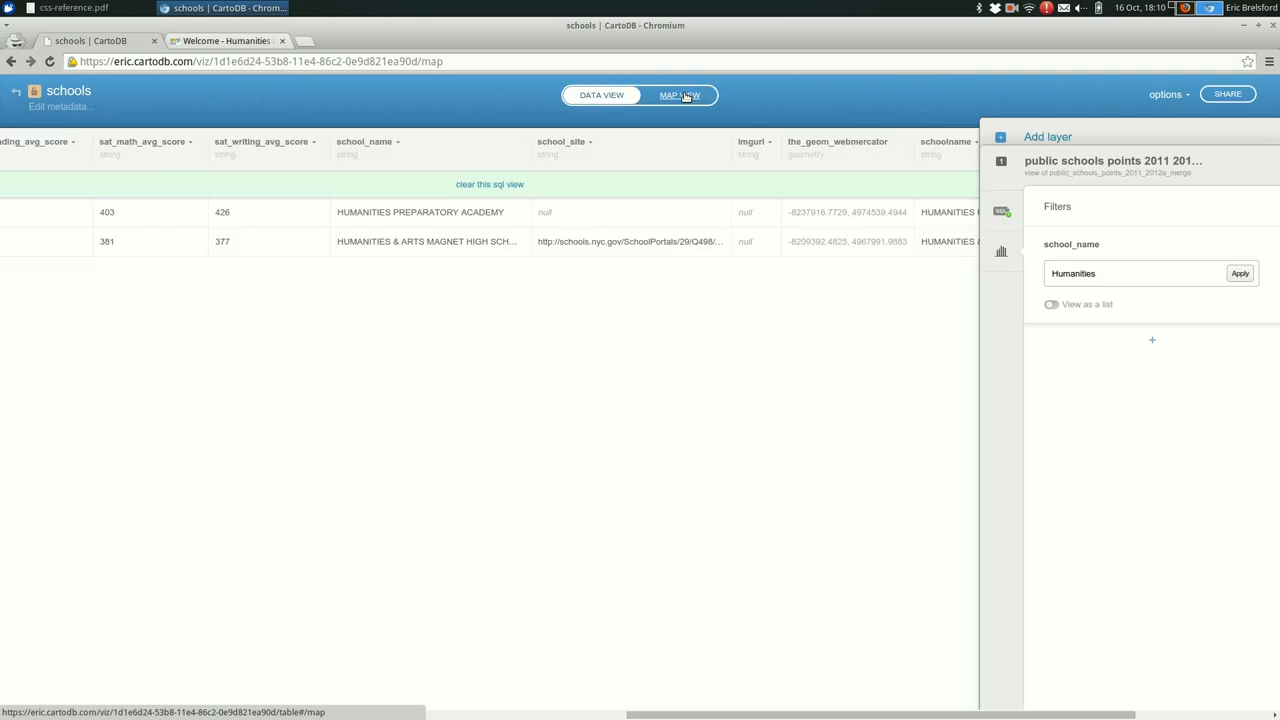 css-reference.pdf
schools | CartoDB - Chrom...
16 Oct, 18:10
Eric Brelsford
schools | CartoDB - Chromium
schools | CartoDB
Welcome - Humanities
https://eric.cartodb.com/viz/1d1e6d24-53b8-11e4-86c2-0e9d821ea90d/map
schools
Edit metadata...
DATA VIEW
MAP VIEW
options
SHARE
ding_avg_score
sat_math_avg_score
string
sat_writing_avg_score
string
school_name
string
school_site
string
imgurl
string
the_geom_webmercator
geometry
schoolname
string
clear this sql view
403
426
HUMANITIES PREPARATORY ACADEMY
null
null
-8237916.7729, 4974539.4944
HUMANITIES
381
377
HUMANITIES & ARTS MAGNET HIGH SCH...
http://schools.nyc.gov/SchoolPortals/29/Q498/...
null
-8209392.4825, 4967991.9883
HUMANITIES &
Add layer
1
public schools points 2011 201...
view of public_schools_points_2011_2012a_merge
SQL
Filters
school_name
Humanities
Apply
View as a list
+
https://eric.cartodb.com/viz/1d1e6d24-53b8-11e4-86c2-0e9d821ea90d/table#/map